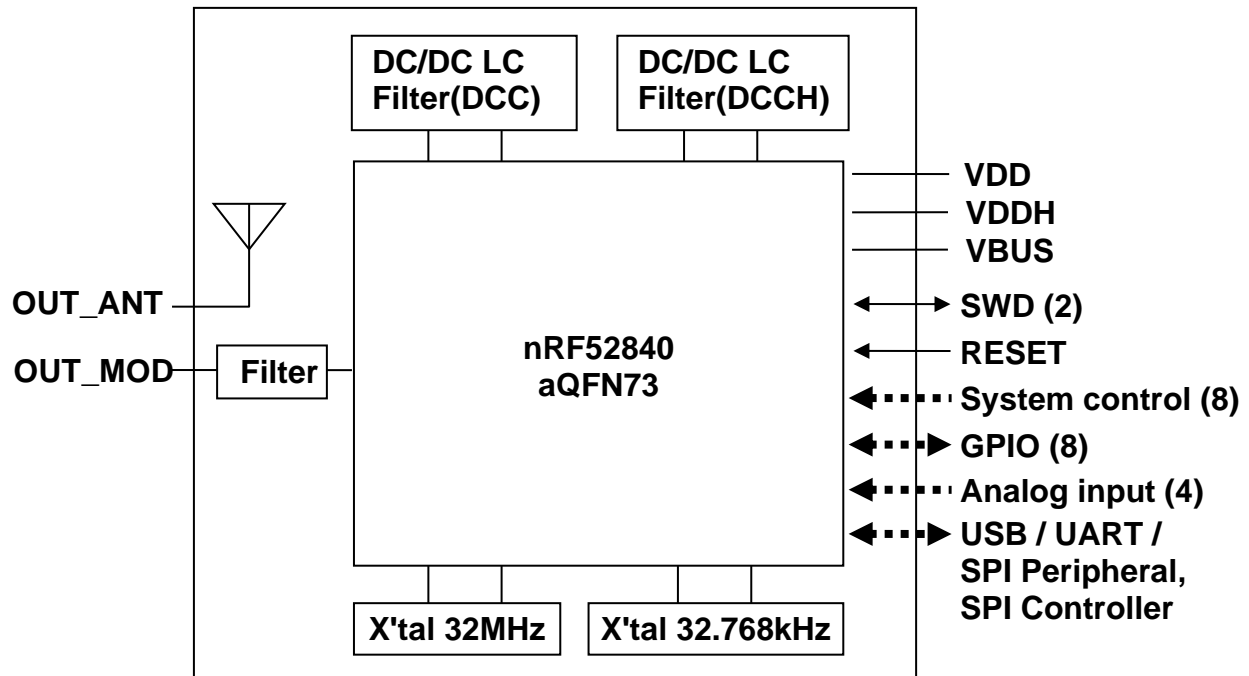 DC/DC LC
Filter(DCC)
DC/DC LC
Filter(DCCH)
VDD
VDDH
VBUS
OUT_ANT
SWD (2)
OUT_MOD
Filter
nRF52840
aQFN73
RESET
System control (8)
GPIO (8)
Analog input (4)
USB / UART /
SPI Peripheral,
SPI Controller
X'tal 32MHz
X'tal 32.768kHz